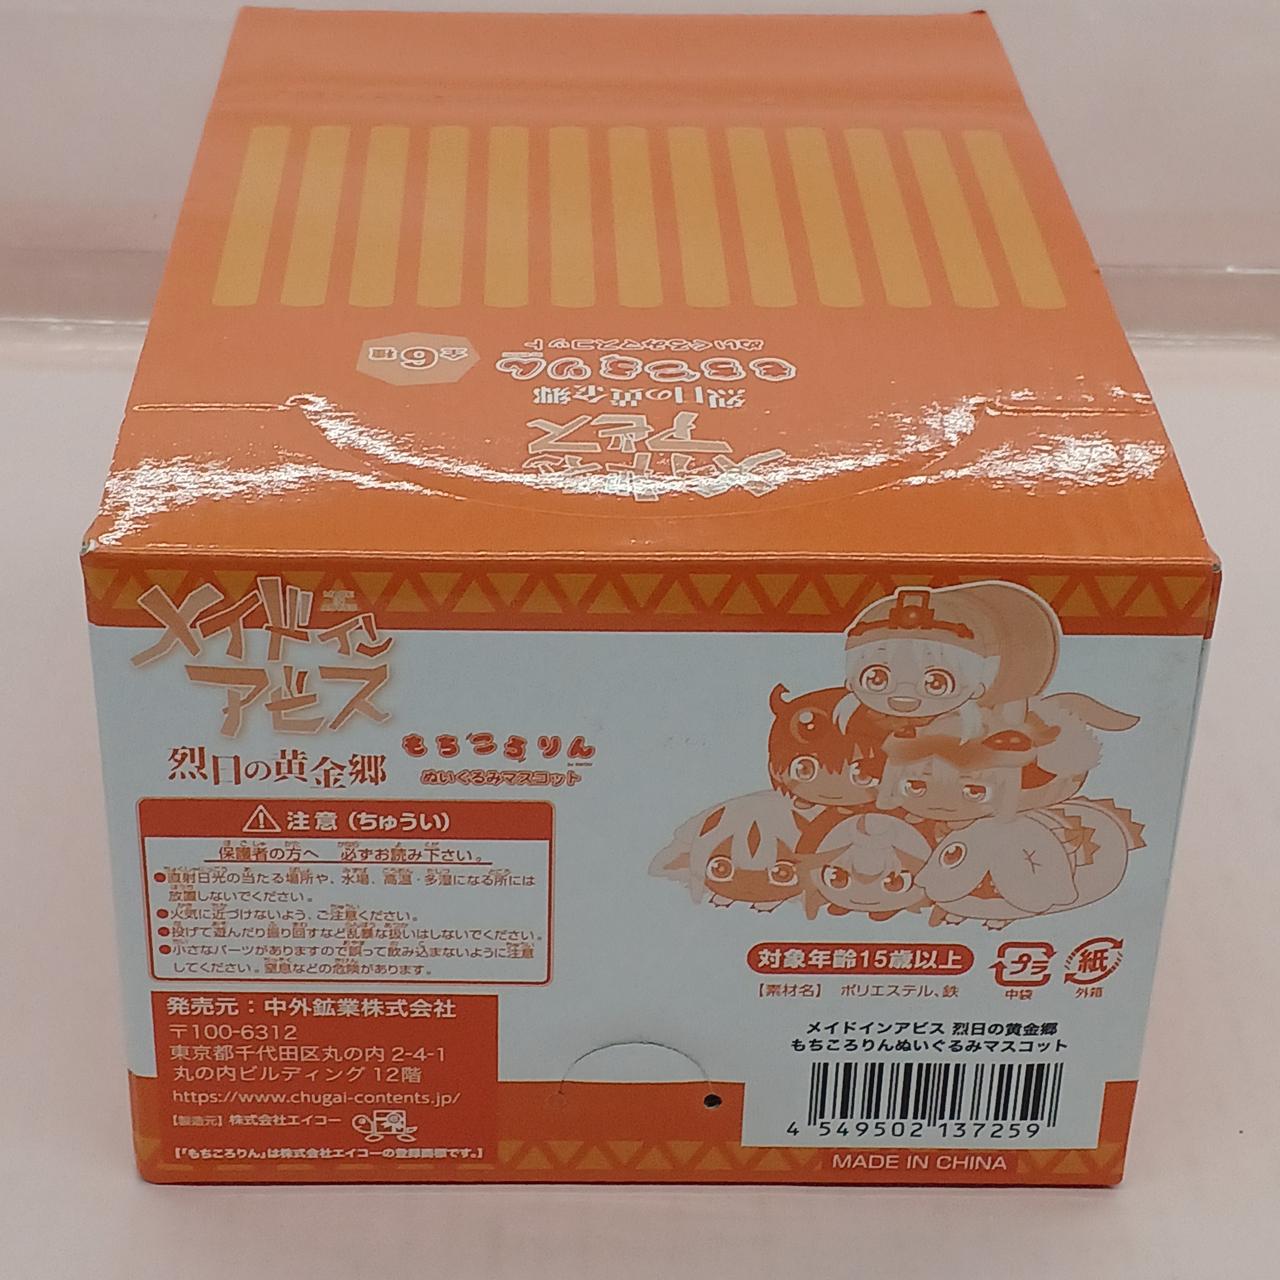 全6種
もちころりん
ぬいぐるみマスコット
烈日の黄金郷
メイドイン
アビス
メイドイン
アビス
烈日の黄金郷
もちころりん
ぬいぐるみマスコット
注意(ちゅうい)
保護者の方へ 必ずお読み下さい。
●直射日光の当たる場所や、水場、高温・多湿になる所には
放置しないでください。
●火気に近づけないよう、ご注意ください。
●投げて遊んだり振り回すなど乱暴な扱いはしないでください。
●小さなパーツがありますので誤って飲み込まないように注意
してください。窒息などの危険があります。
発売元:中外鉱業株式会社
〒100-6312
東京都千代田区丸の内 2-4-1
丸の内ビルディング 12階
https://www.chugai-contents.jp/
【製造元】株式会社エイコー
【「もちころりん」は株式会社エイコーの登録商標です。】
対象年齢15歳以上
【素材名】 ポリエステル、鉄
プラ
中袋
紙
外箱
メイドインアビス 烈日の黄金郷
もちころりんぬいぐるみマスコット
4 549502 137259
MADE IN CHINA